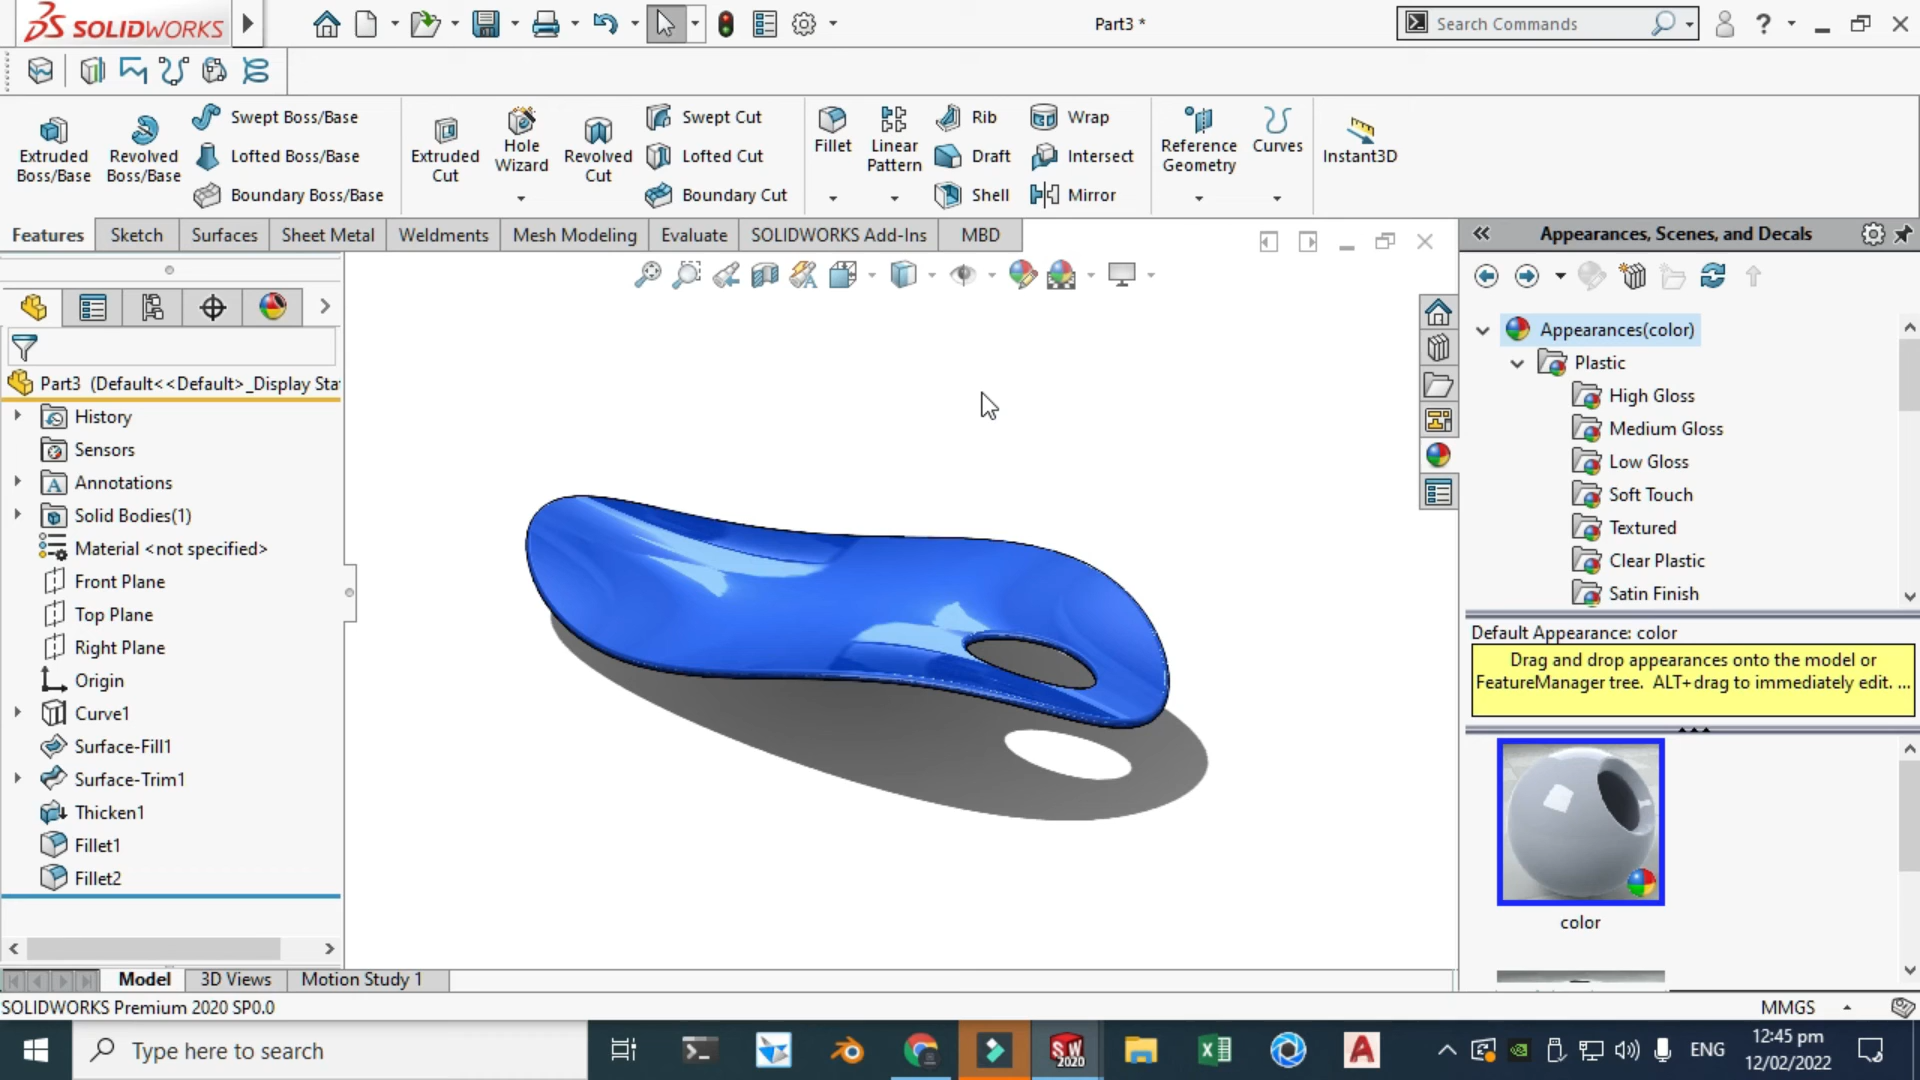 SOLIDWORKS
Part3 *
Search Commands
Extruded Boss/Base
Revolved Boss/Base
Swept Boss/Base
Lofted Boss/Base
Boundary Boss/Base
Extruded Cut
Hole Wizard
Revolved Cut
Swept Cut
Lofted Cut
Boundary Cut
Fillet
Linear Pattern
Rib
Draft
Shell
Wrap
Intersect
Mirror
Reference Geometry
Curves
Instant3D
Features
Sketch
Surfaces
Sheet Metal
Weldments
Mesh Modeling
Evaluate
SOLIDWORKS Add-Ins
MBD
Part3 (Default<<Default>_Display Sta
History
Sensors
Annotations
Solid Bodies(1)
Material <not specified>
Front Plane
Top Plane
Right Plane
Origin
Curve1
Surface-Fill1
Surface-Trim1
Thicken1
Fillet1
Fillet2
Appearances, Scenes, and Decals
Appearances(color)
Plastic
High Gloss
Medium Gloss
Low Gloss
Soft Touch
Textured
Clear Plastic
Satin Finish
Default Appearance: color
Drag and drop appearances onto the model or
FeatureManager tree. ALT+drag to immediately edit. ...
color
Model
3D Views
Motion Study 1
SOLIDWORKS Premium 2020 SP0.0
MMGS
Type here to search
SW
2020
ENG
12:45 pm
12/02/2022